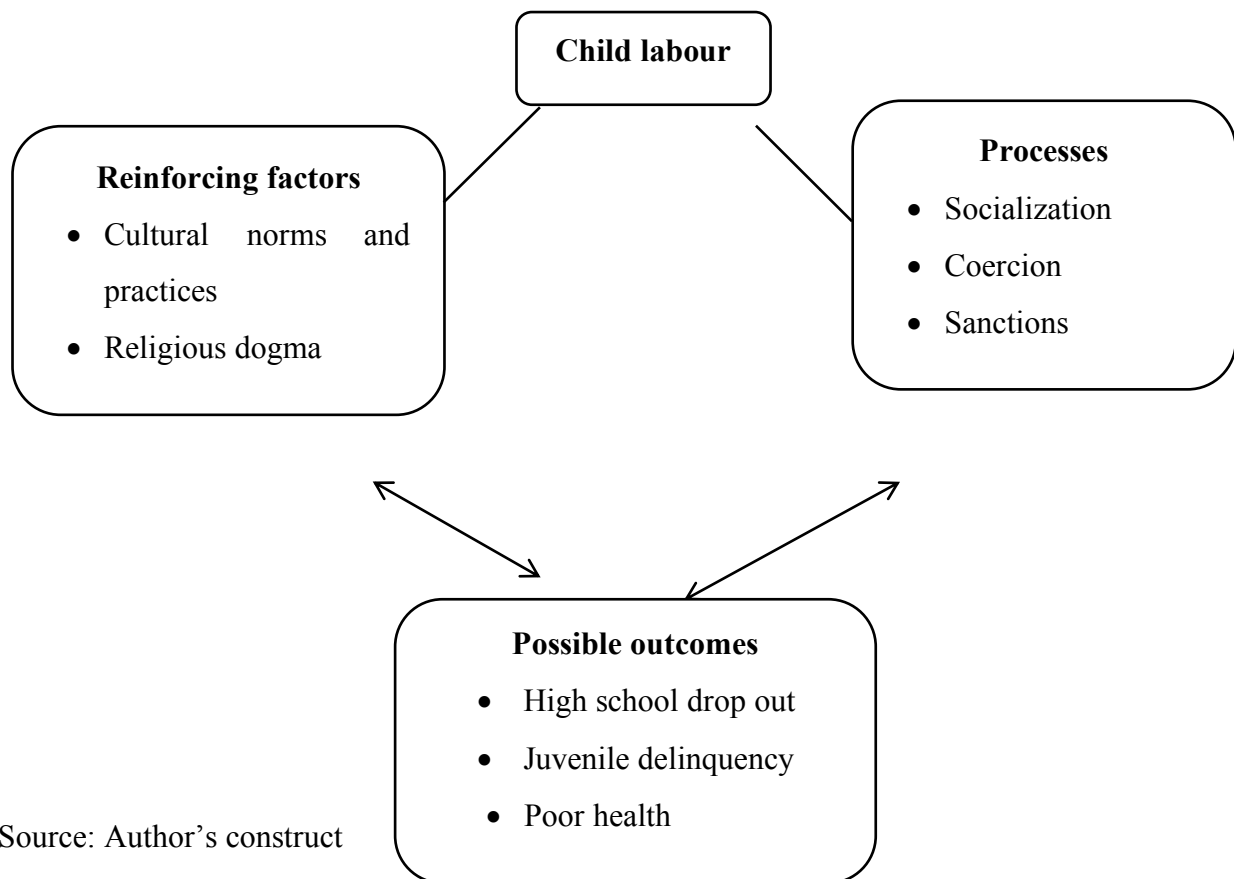 Child labour
Reinforcing factors
• Cultural norms and
practices
• Religious dogma
Processes
• Socialization
• Coercion
• Sanctions
Possible outcomes
• High school drop out
• Juvenile delinquency
• Poor health
Source: Author’s construct